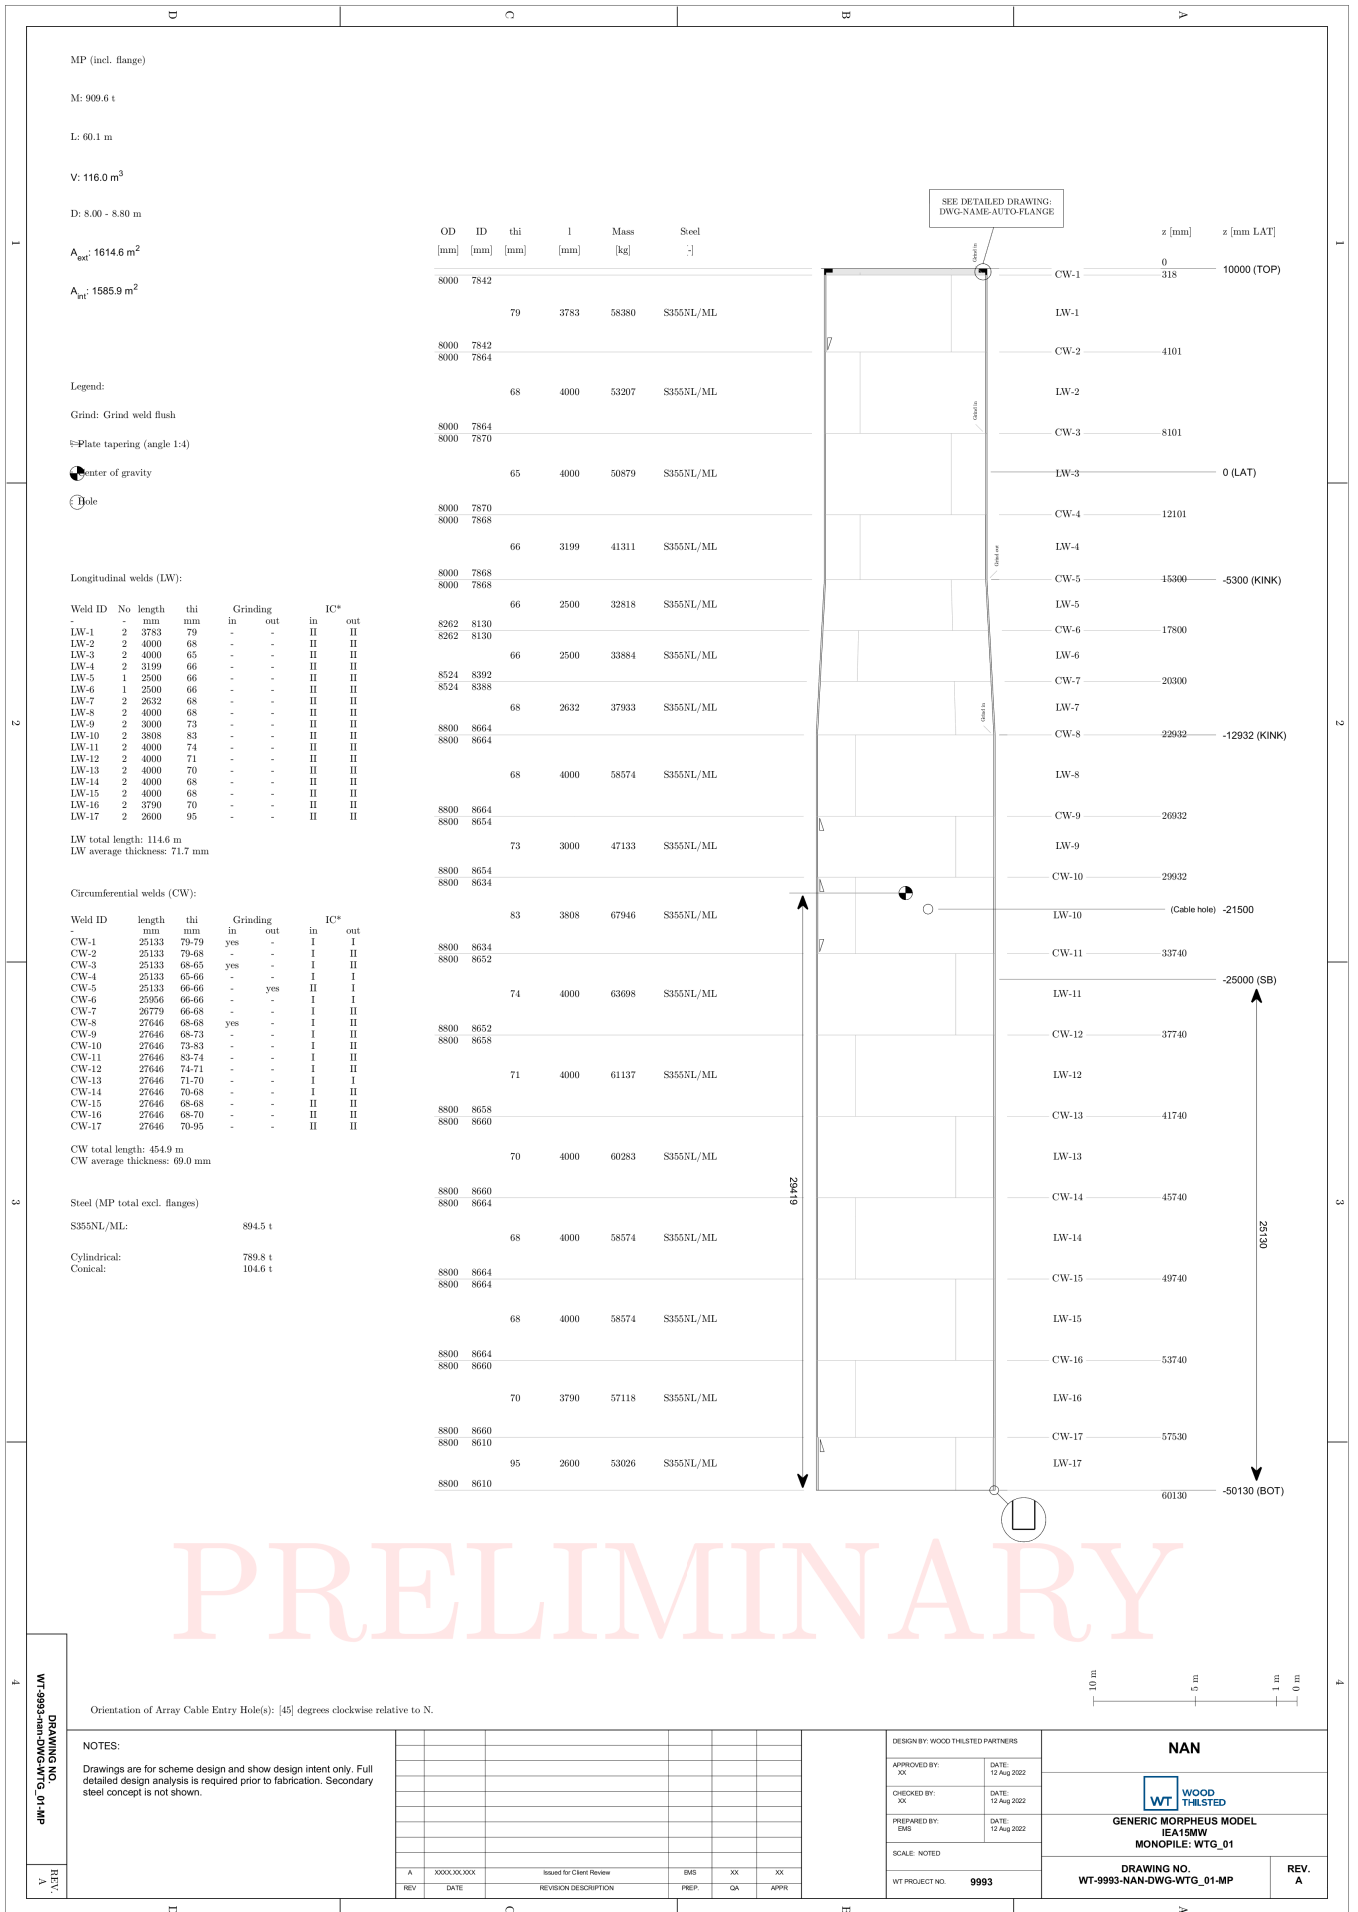 D C B A
MP (incl. flange)
M: 909.6 t
L: 60.1 m
V: 116.0 m3
D: 8.00 - 8.80 m
Aext: 1614.6 m2
Aint: 1585.9 m2
Legend:
Grind: Grind weld flush
Plate tapering (angle 1:4)
Center of gravity
: Hole
Longitudinal welds (LW):
Weld ID No length thi Grinding IC*
- - mm mm in out in out
LW-1 2 3783 79 - - II II
LW-2 2 4000 68 - - II II
LW-3 2 4000 65 - - II II
LW-4 2 3199 66 - - II II
LW-5 1 2500 66 - - II II
LW-6 1 2500 66 - - II II
LW-7 2 2632 68 - - II II
LW-8 2 4000 68 - - II II
LW-9 2 3000 73 - - II II
LW-10 2 3808 83 - - II II
LW-11 2 4000 74 - - II II
LW-12 2 4000 71 - - II II
LW-13 2 4000 70 - - II II
LW-14 2 4000 68 - - II II
LW-15 2 4000 68 - - II II
LW-16 2 3790 70 - - II II
LW-17 2 2600 95 - - II II
LW total length: 114.6 m
LW average thickness: 71.7 mm
Circumferential welds (CW):
Weld ID length thi Grinding IC*
- mm mm in out in out
CW-1 25133 79-79 yes - I I
CW-2 25133 79-68 - - I II
CW-3 25133 68-65 yes - I II
CW-4 25133 65-66 - - I I
CW-5 25133 66-66 - yes II I
CW-6 25956 66-66 - - I I
CW-7 26779 66-68 - - I II
CW-8 27646 68-68 yes - I II
CW-9 27646 68-73 - - I II
CW-10 27646 73-83 - - I II
CW-11 27646 83-74 - - I II
CW-12 27646 74-71 - - I II
CW-13 27646 71-70 - - I I
CW-14 27646 70-68 - - I II
CW-15 27646 68-68 - - II II
CW-16 27646 68-70 - - II II
CW-17 27646 70-95 - - II II
CW total length: 454.9 m
CW average thickness: 69.0 mm
Steel (MP total excl. flanges)
S355NL/ML: 894.5 t
Cylindrical: 789.8 t
Conical: 104.6 t
SEE DETAILED DRAWING:
DWG-NAME-AUTO-FLANGE
OD ID thi l Mass Steel z [mm] z [mm LAT]
[mm] [mm] [mm] [mm] [kg] [-]
Grind in
0
10000 (TOP)
CW-1 318
8000 7842
79 3783 58380 S355NL/ML LW-1
8000 7842
CW-2 4101
8000 7864
68 4000 53207 S355NL/ML LW-2
Grind in
8000 7864
CW-3 8101
8000 7870
65 4000 50879 S355NL/ML LW-3 0 (LAT)
8000 7870
CW-4 12101
8000 7868
66 3199 41311 S355NL/ML LW-4
Grind out
8000 7868
CW-5 15300 -5300 (KINK)
8000 7868
66 2500 32818 S355NL/ML LW-5
8262 8130
CW-6 17800
8262 8130
66 2500 33884 S355NL/ML LW-6
8524 8392
CW-7 20300
8524 8388
68 2632 37933 S355NL/ML LW-7
Grind in
8800 8664
CW-8 22932 -12932 (KINK)
8800 8664
68 4000 58574 S355NL/ML LW-8
8800 8664
CW-9 26932
8800 8654
73 3000 47133 S355NL/ML LW-9
8800 8654
CW-10 29932
8800 8634
83 3808 67946 S355NL/ML LW-10 (Cable hole) -21500
8800 8634
CW-11 33740
8800 8652
-25000 (SB)
74 4000 63698 S355NL/ML LW-11
8800 8652
CW-12 37740
8800 8658
71 4000 61137 S355NL/ML LW-12
8800 8658
CW-13 41740
8800 8660
70 4000 60283 S355NL/ML LW-13
29419
8800 8660
CW-14 45740
8800 8664
25130
68 4000 58574 S355NL/ML LW-14
8800 8664
CW-15 49740
8800 8664
68 4000 58574 S355NL/ML LW-15
8800 8664
CW-16 53740
8800 8660
70 3790 57118 S355NL/ML LW-16
8800 8660
CW-17 57530
8800 8610
95 2600 53026 S355NL/ML LW-17
8800 8610
60130 -50130 (BOT)
1 1
2 2
3 3
4 4
PRELIMINARY
10 m 5 m 1 m 0 m
Orientation of Array Cable Entry Hole(s): [45] degrees clockwise relative to N.
DRAWING NO.
WT-9993-nan-DWG-WTG_01-MP
REV.
A
NOTES:
Drawings are for scheme design and show design intent only. Full
detailed design analysis is required prior to fabrication. Secondary
steel concept is not shown.
A XXXX.XX.XXX Issued for Client Review EMS XX XX
REV DATE REVISION DESCRIPTION PREP. QA APPR
DESIGN BY: WOOD THILSTED PARTNERS
APPROVED BY: DATE:
XX 12 Aug 2022
CHECKED BY: DATE:
XX 12 Aug 2022
PREPARED BY: DATE:
EMS 12 Aug 2022
SCALE: NOTED
WT PROJECT NO. 9993
NAN
WT WOOD
THILSTED
GENERIC MORPHEUS MODEL
IEA15MW
MONOPILE: WTG_01
DRAWING NO. REV.
WT-9993-NAN-DWG-WTG_01-MP A
D C B A